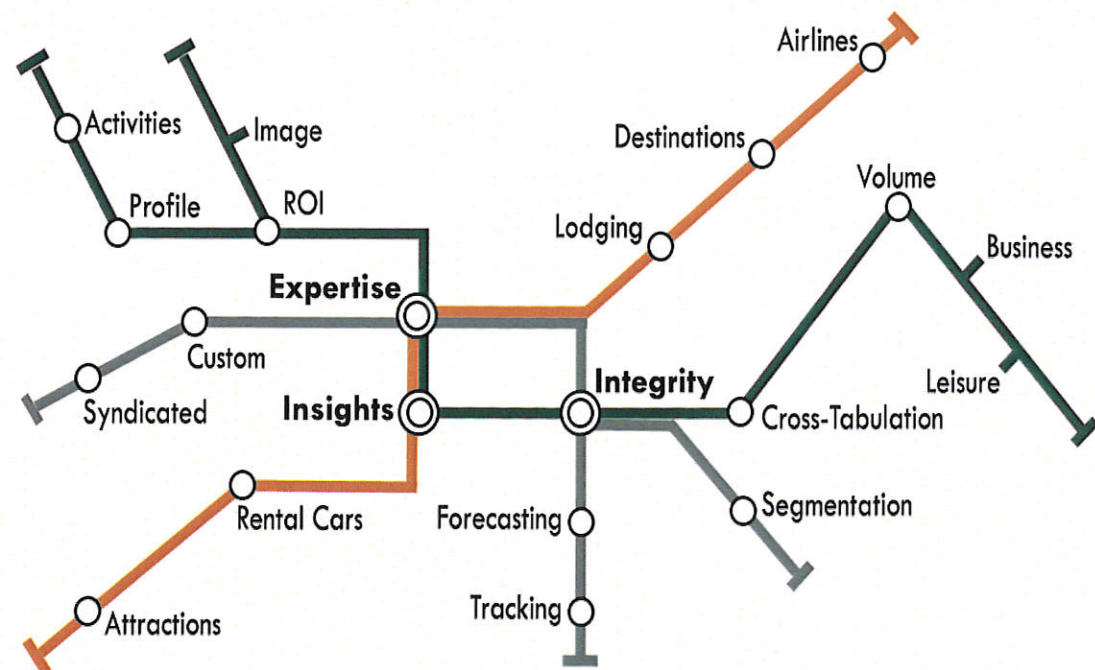 Airlines
Activities
Image
Destinations
Profile
ROI
Volume
Lodging
Business
Expertise
Custom
Integrity
Leisure
Syndicated
Insights
Cross-Tabulation
Rental Cars
Forecasting
Segmentation
Attractions
Tracking